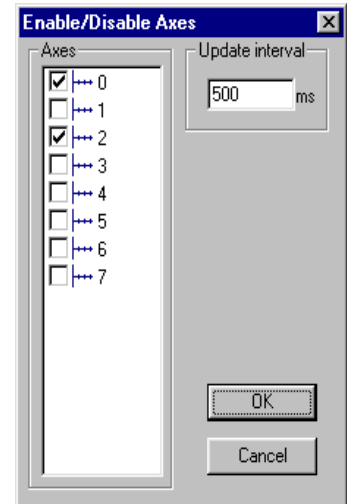 Enable/Disable Axes
Axes
0
1
2
3
4
5
6
7
Update interval
500 ms
OK
Cancel